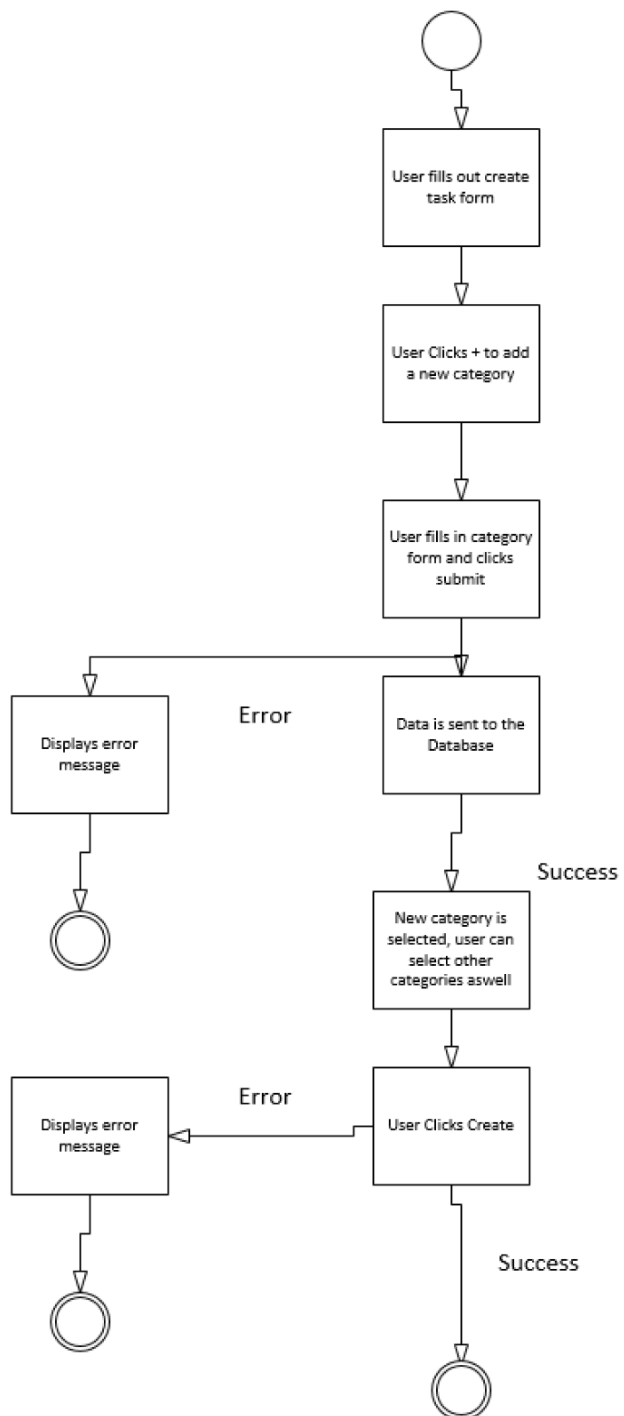 User fills out create
task form
User Clicks + to add
a new category
User fills in category
form and clicks
submit
Error
Displays error
message
Data is sent to the
Database
Success
New category is
selected, user can
select other
categories aswell
Error
Displays error
message
User Clicks Create
Success